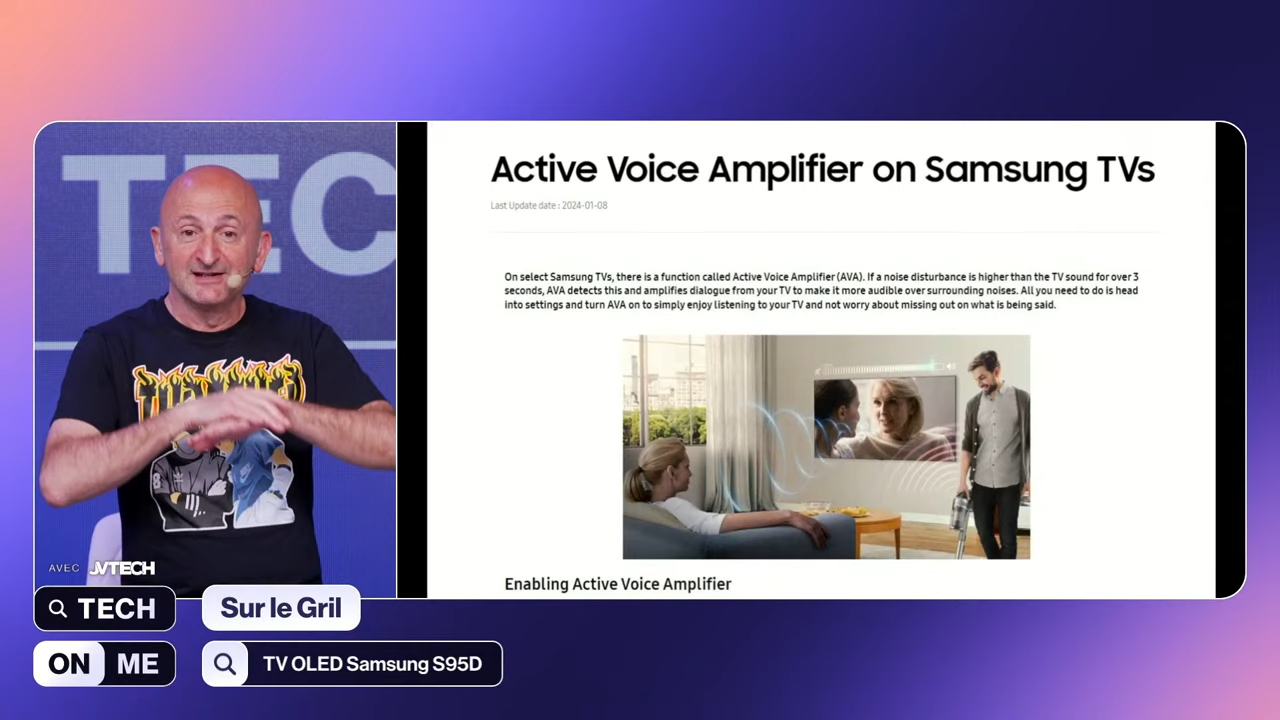 TEC
Active Voice Amplifier on Samsung TVs
Last Update date : 2024-01-08
On select Samsung TVs, there is a function called Active Voice Amplifier (AVA). If a noise disturbance is higher than the TV sound for over 3
seconds, AVA detects this and amplifies dialogue from your TV to make it more audible over surrounding noises. All you need to do is head
into settings and turn AVA on to simply enjoy listening to your TV and not worry about missing out on what is being said.
Enabling Active Voice Amplifier
AVEC JVTECH
TECH
Sur le Gril
ON ME
TV OLED Samsung S95D